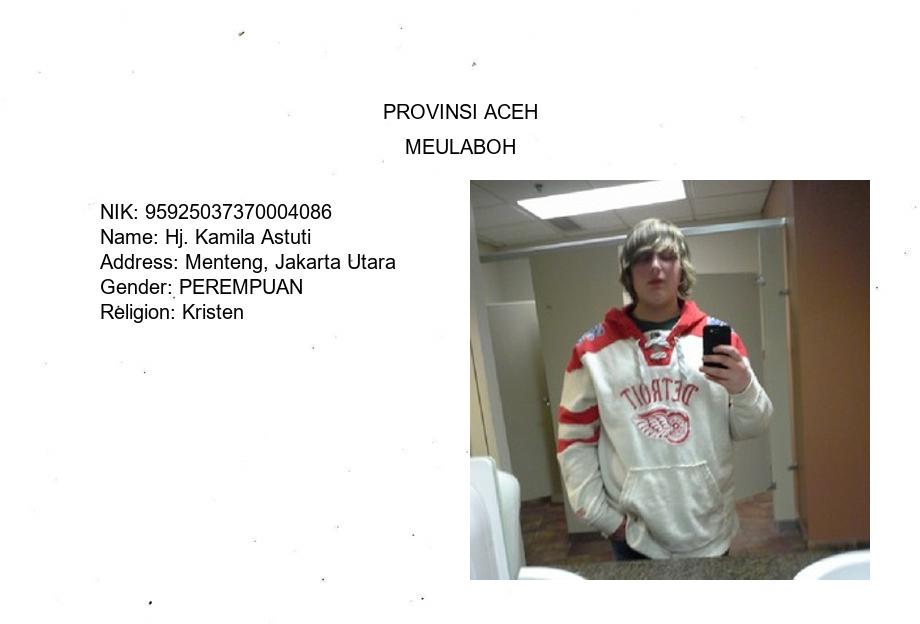 PROVINSI ACEH
MEULABOH
NIK: 95925037370004086
Name: Hj. Kamila Astuti
Address: Menteng, Jakarta Utara
Gender: PEREMPUAN
Religion: Kristen
DETROIT